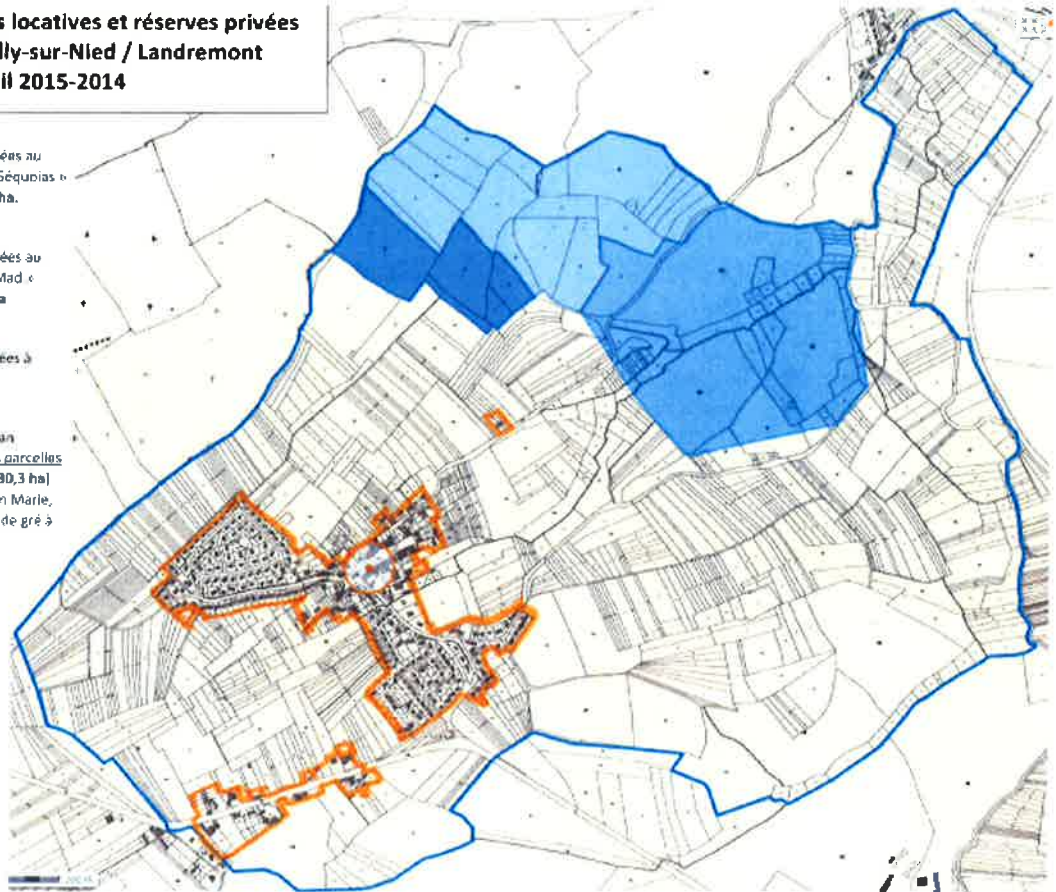 s locatives et réserves privées
lly-sur-Nied / Landremont
il 2015-2014
ées au
Séquoias »
ha.
ées au
Mad «
a
ées à
an
parcelles
30,3 ha)
n Marie,
de gré à